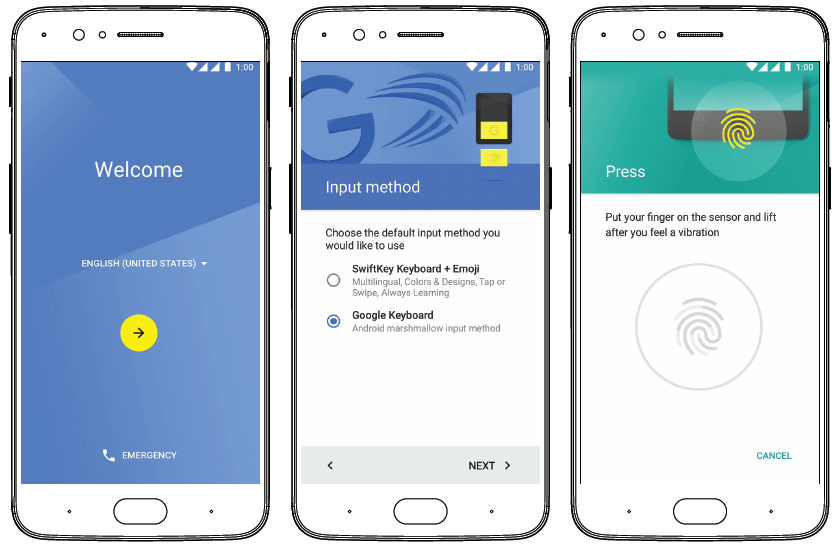 1:00
Welcome
ENGLISH (UNITED STATES)
EMERGENCY
1:00
G
G
Input method
Choose the default input method you
would like to use
SwiftKey Keyboard + Emoji
Multilingual, Colors & Designs, Tap or
Swipe, Always Learning
Google Keyboard
Android marshmallow input method
NEXT
1:00
Press
Put your finger on the sensor and lift
after you feel a vibration
CANCEL